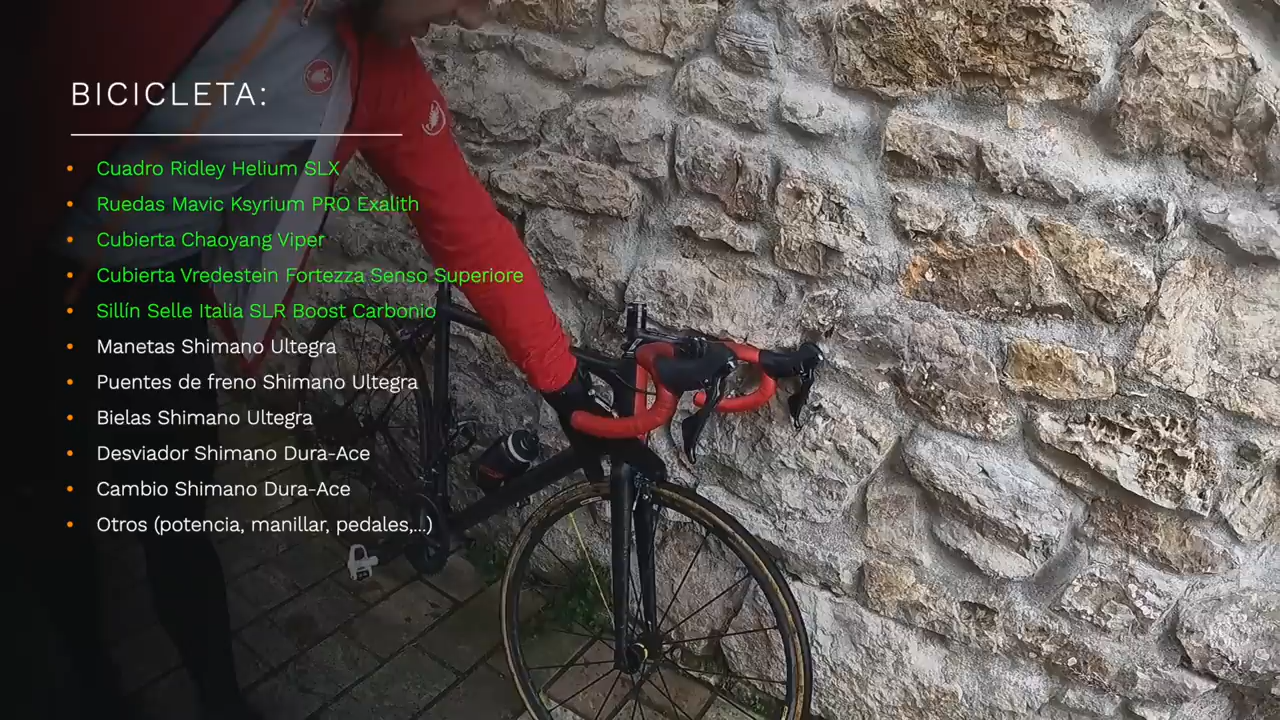 BICICLETA:
• Cuadro Ridley Helium SLX
• Ruedas Mavic Ksyrium PRO Exalith
• Cubierta Chaoyang Viper
• Cubierta Vredestein Fortezza Senso Superiore
• Sillín Selle Italia SLR Boost Carbonio
• Manetas Shimano Ultegra
• Puentes de freno Shimano Ultegra
• Bielas Shimano Ultegra
• Desviador Shimano Dura-Ace
• Cambio Shimano Dura-Ace
• Otros (potencia, manillar, pedales,...)